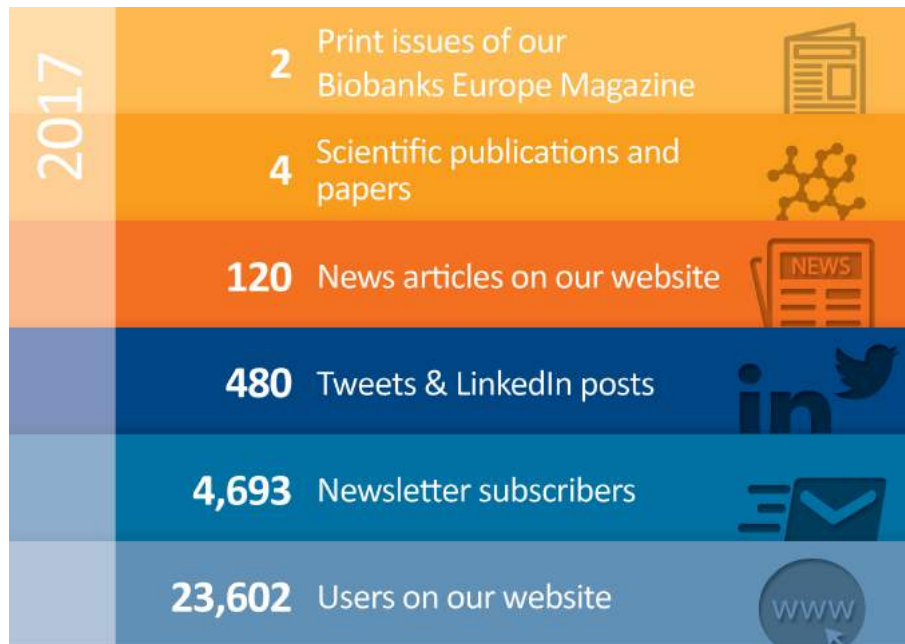 2017
2 Print issues of our
Biobanks Europe Magazine
4 Scientific publications and
papers
120 News articles on our website
NEWS
480 Tweets & LinkedIn posts
in
4,693 Newsletter subscribers
23,602 Users on our website
www